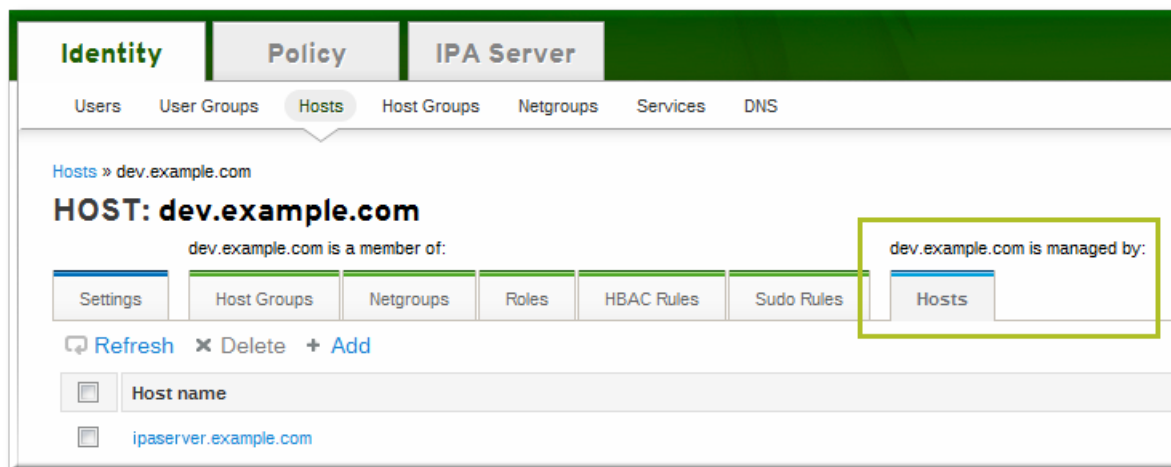 Identity Policy IPA Server
Users User Groups Hosts Host Groups Netgroups Services DNS
Hosts » dev.example.com
HOST: dev.example.com
dev.example.com is a member of: dev.example.com is managed by:
Settings Host Groups Netgroups Roles HBAC Rules Sudo Rules Hosts
Refresh Delete Add
Host name
ipaserver.example.com